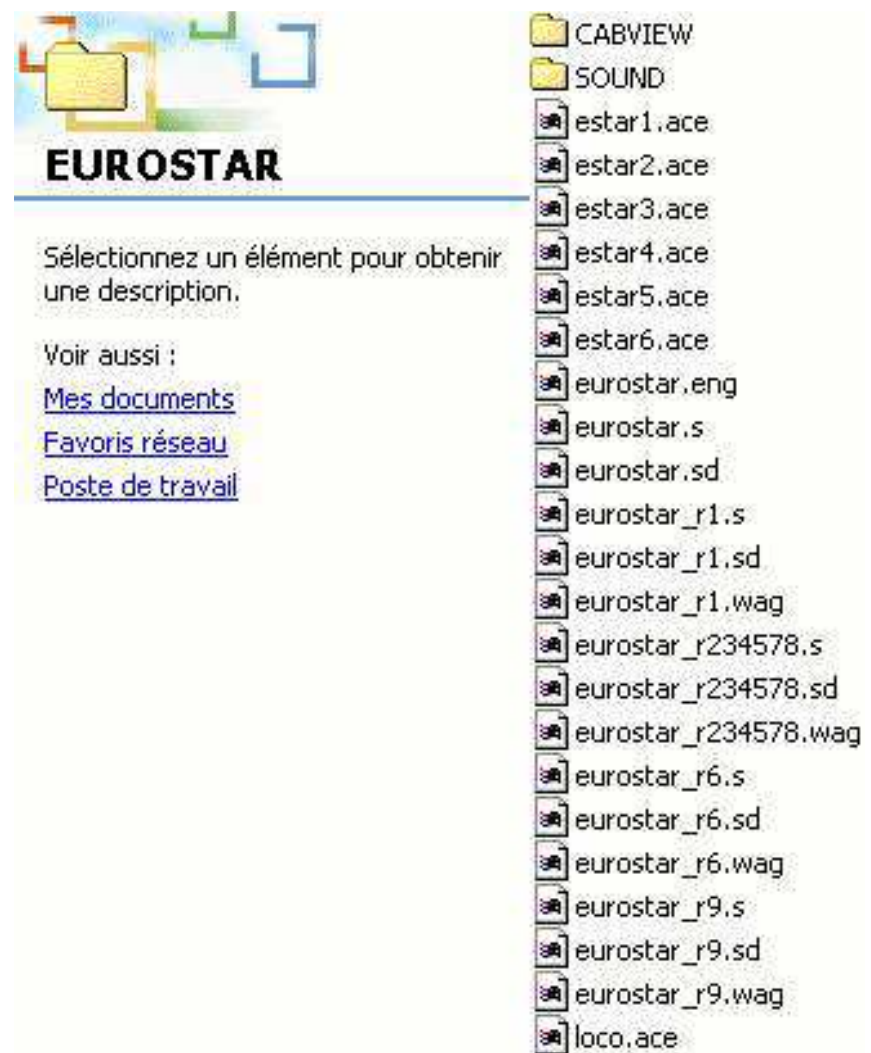 EUROSTAR
Sélectionnez un élément pour obtenir
une description.
Voir aussi :
Mes documents
Favoris réseau
Poste de travail
CABVIEW
SOUND
estar1.ace
estar2.ace
estar3.ace
estar4.ace
estar5.ace
estar6.ace
eurostar.eng
eurostar.s
eurostar.sd
eurostar_r1.s
eurostar_r1.sd
eurostar_r1.wag
eurostar_r234578.s
eurostar_r234578.sd
eurostar_r234578.wag
eurostar_r6.s
eurostar_r6.sd
eurostar_r6.wag
eurostar_r9.s
eurostar_r9.sd
eurostar_r9.wag
loco.ace